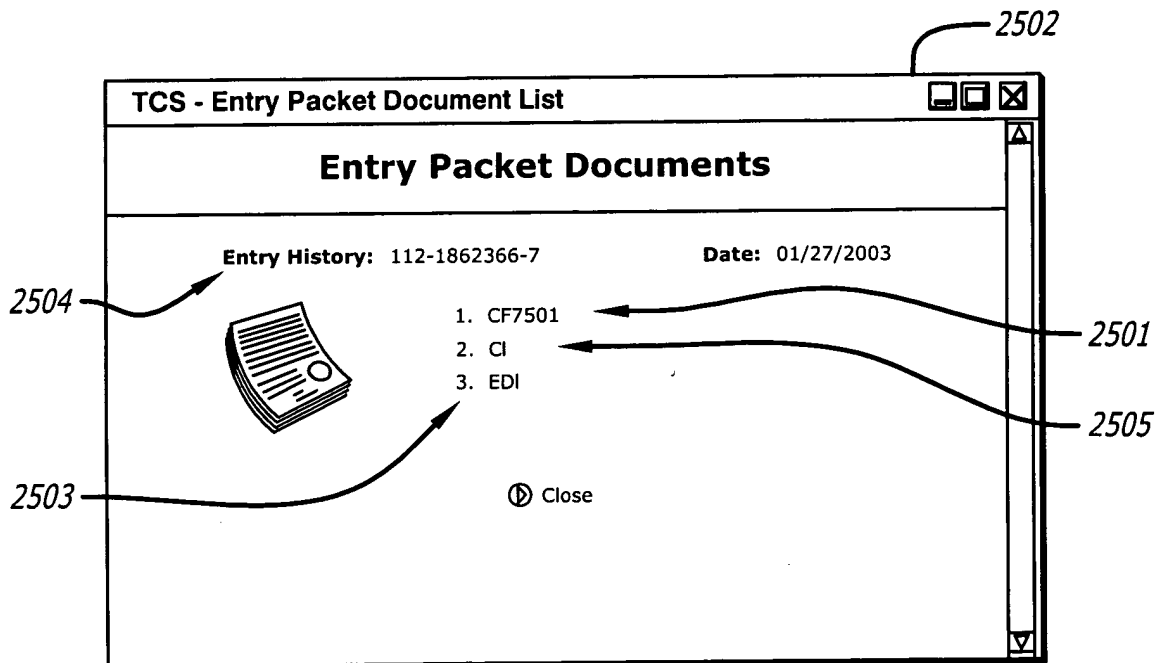 2502
TCS - Entry Packet Document List
Entry Packet Documents
Entry History: 112-1862366-7 Date: 01/27/2003
2504
1. CF7501
2501
2. CI
3. EDI
2505
2503
Close